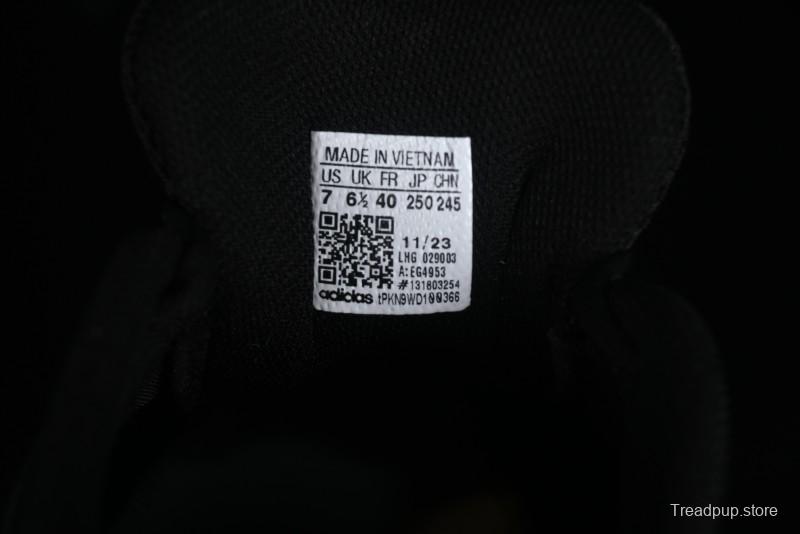 MADE IN VIETNAM
US UK FR JP CHN
7 6½ 40 250 245
11/23
LHG 029003
A:EG4953
#131803254
adidas tPKN9WD100366
Treadpup.store